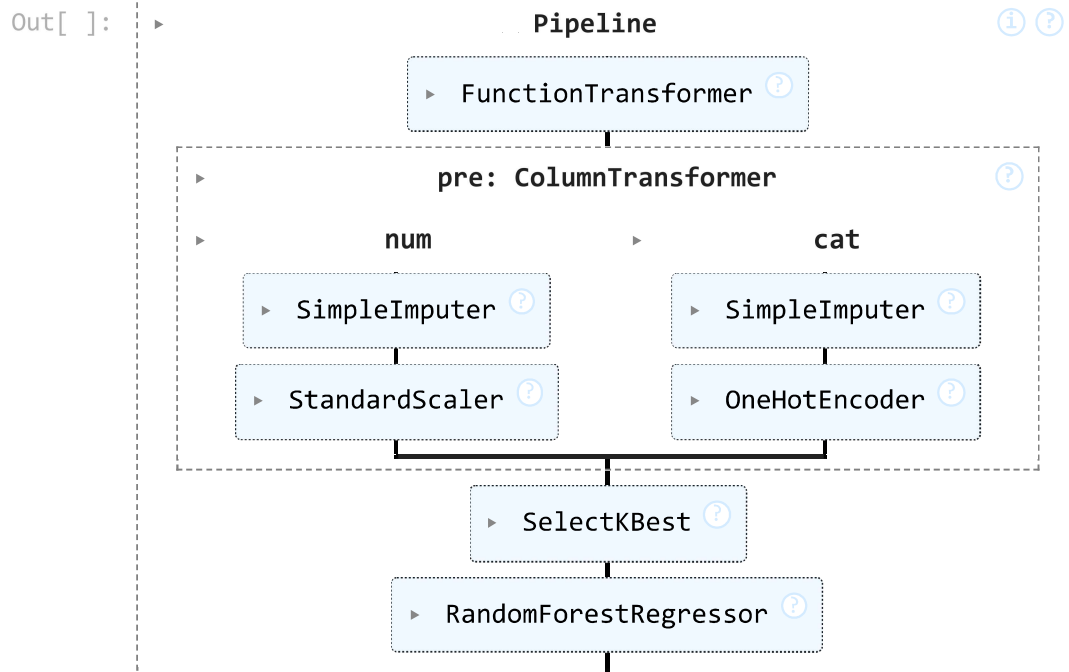 Out[ ]:
Pipeline
i ?
FunctionTransformer ?
pre: ColumnTransformer ?
num
cat
SimpleImputer ?
SimpleImputer ?
StandardScaler ?
OneHotEncoder ?
SelectKBest ?
RandomForestRegressor ?